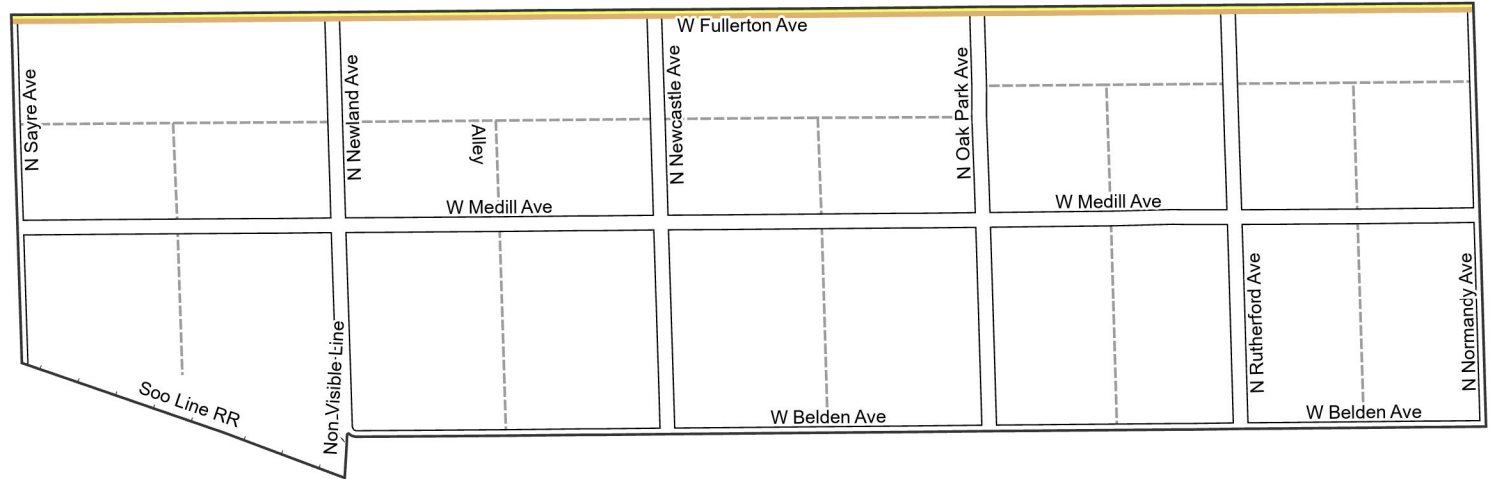 W Fullerton Ave
N Sayre Ave
N Newland Ave
Alley
N Newcastle Ave
N Oak Park Ave
W Medill Ave
W Medill Ave
N Rutherford Ave
N Normandy Ave
Non-Visible Line
Soo Line RR
W Belden Ave
W Belden Ave